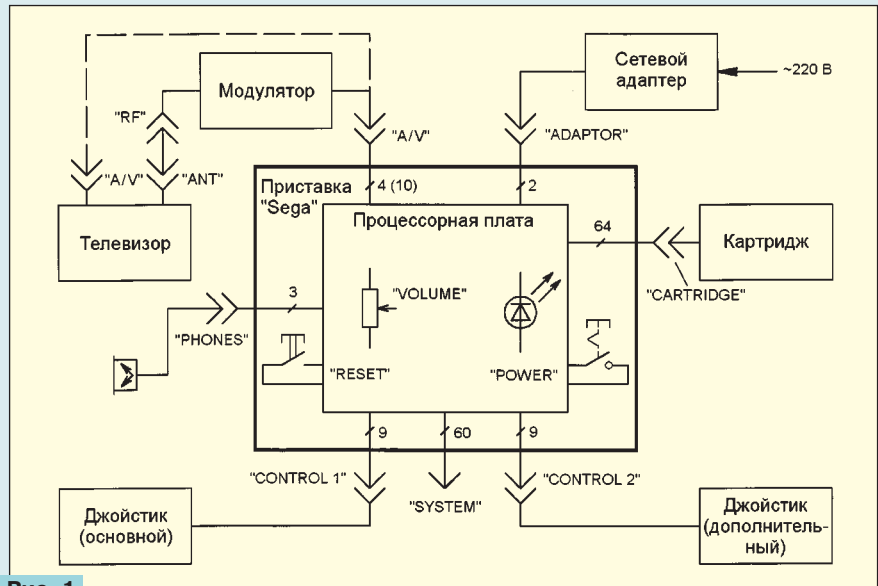 Модулятор
Сетевой
адаптер
~220 В
"RF"
"A/V"
"ADAPTOR"
"A/V"
"ANT"
Приставка
"Sega"
4 (10)
2
Процессорная плата
64
Телевизор
Картридж
"VOLUME"
"CARTRIDGE"
3
"PHONES"
"RESET"
"POWER"
9
60
9
"CONTROL 1"
"SYSTEM"
"CONTROL 2"
Джойстик
(основной)
Джойстик
(дополнитель-
ный)
Рис. 1